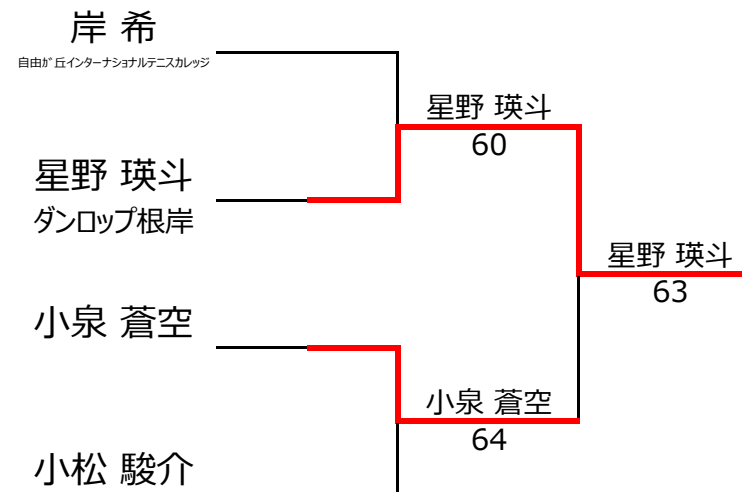 岸 希
自由が丘インターナショナルテニスカレッジ
星野 瑛斗
60
星野 瑛斗
ダンロップ根岸
星野 瑛斗
63
小泉 蒼空
小泉 蒼空
64
小松 駿介